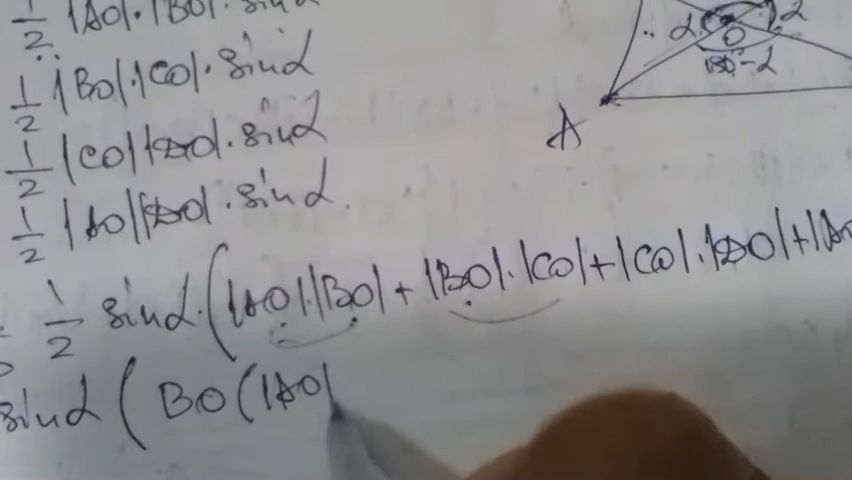 1/2 |AO|·|BO|·sinα
1/2 |BO|·|CO|·sinα
1/2 |CO||DO|·sinα
1/2 |AO||DO|·sinα.
1/2 sinα·(|AO|·|BO|+|BO|·|CO|+|CO|·|DO|+|AO
sinα(BO(|AO|
α O α
180°-α
A